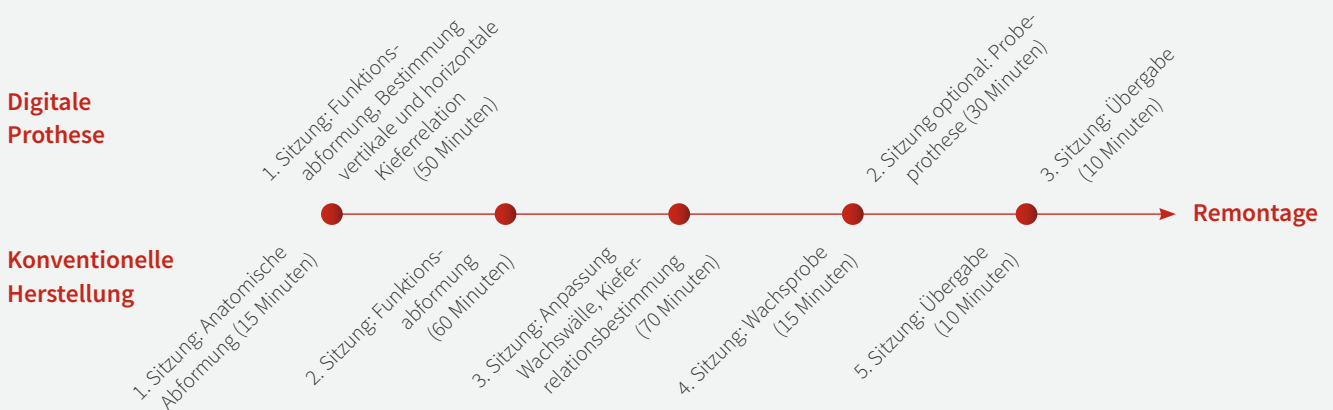 Digitale
Prothese
1. Sitzung: Funktions-
abformung, Bestimmung
vertikale und horizontale
Kieferrelation
(50 Minuten)
2. Sitzung optional: Probe-
prothese (30 Minuten)
3. Sitzung: Übergabe
(10 Minuten)
Remontage
Konventionelle
Herstellung
1. Sitzung: Anatomische
Abformung (15 Minuten)
2. Sitzung: Funktions-
abformung
(60 Minuten)
3. Sitzung: Anpassung
Wachswälle, Kiefer-
relationsbestimmung
(70 Minuten)
4. Sitzung: Wachsprobe
(15 Minuten)
5. Sitzung: Übergabe
(10 Minuten)